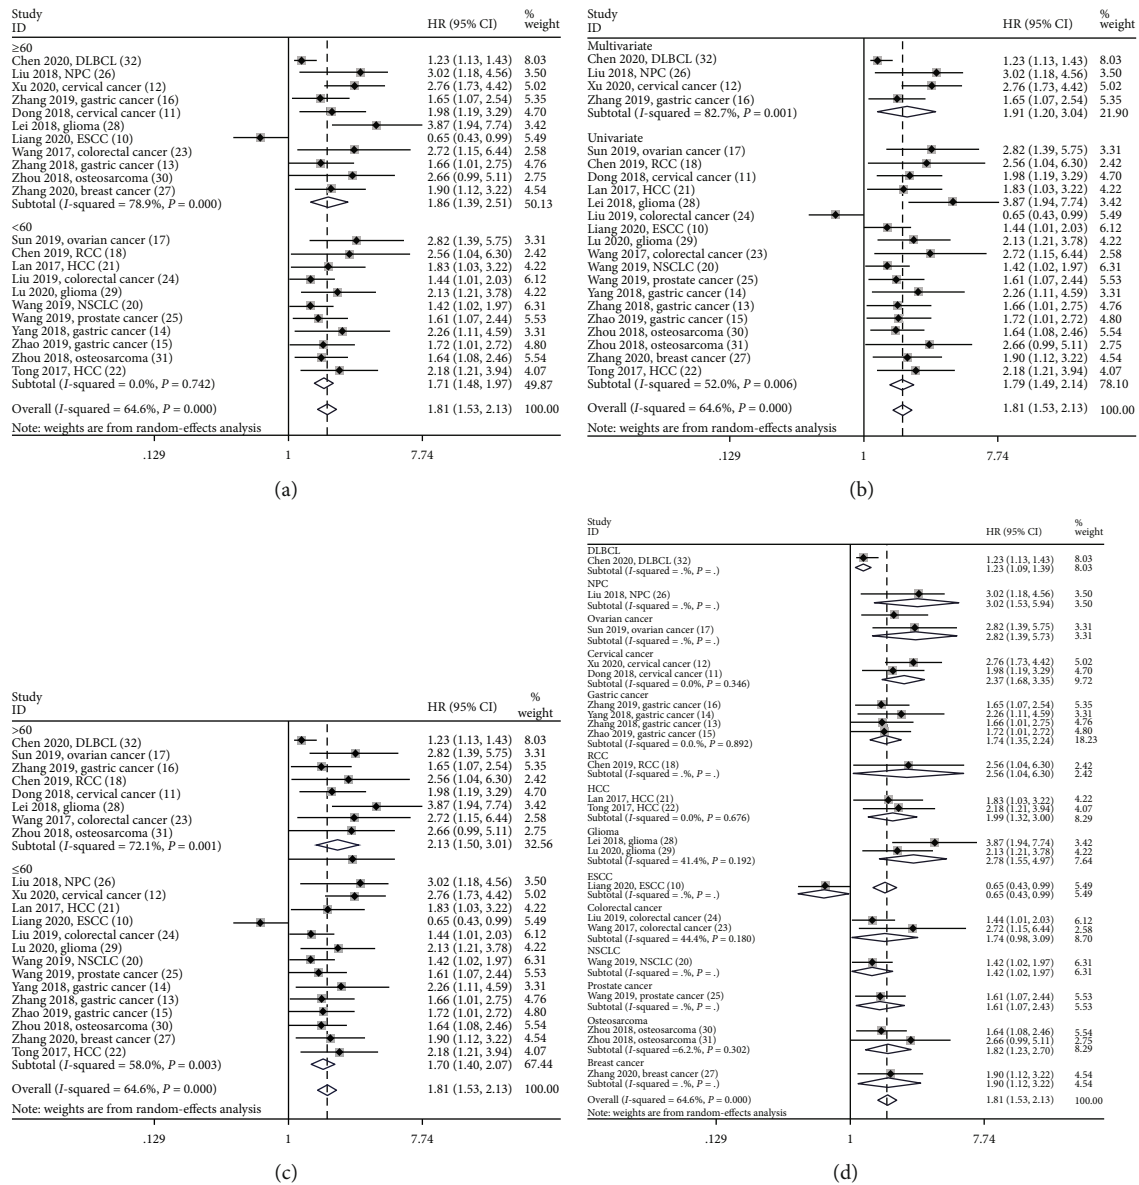 Study
ID HR (95% CI) % weight
≥60
Chen 2020, DLBCL (32) 1.23 (1.13, 1.43) 8.03
Liu 2018, NPC (26) 3.02 (1.18, 4.56) 3.50
Xu 2020, cervical cancer (12) 2.76 (1.73, 4.42) 5.02
Zhang 2019, gastric cancer (16) 1.65 (1.07, 2.54) 5.35
Dong 2018, cervical cancer (11) 1.98 (1.19, 3.29) 4.70
Lei 2018, glioma (28) 3.87 (1.94, 7.74) 3.42
Liang 2020, ESCC (10) 0.65 (0.43, 0.99) 5.49
Wang 2017, colorectal cancer (23) 2.72 (1.15, 6.44) 2.58
Zhang 2018, gastric cancer (13) 1.66 (1.01, 2.75) 4.76
Zhou 2018, osteosarcoma (30) 2.66 (0.99, 5.11) 2.75
Zhang 2020, breast cancer (27) 1.90 (1.12, 3.22) 4.54
Subtotal (I-squared = 78.9%, P = 0.000) 1.86 (1.39, 2.51) 50.13
<60
Sun 2019, ovarian cancer (17) 2.82 (1.39, 5.75) 3.31
Chen 2019, RCC (18) 2.56 (1.04, 6.30) 2.42
Lan 2017, HCC (21) 1.83 (1.03, 3.22) 4.22
Liu 2019, colorectal cancer (24) 1.44 (1.01, 2.03) 6.12
Lu 2020, glioma (29) 2.13 (1.21, 3.78) 4.22
Wang 2019, NSCLC (20) 1.42 (1.02, 1.97) 6.31
Wang 2019, prostate cancer (25) 1.61 (1.07, 2.44) 5.53
Yang 2018, gastric cancer (14) 2.26 (1.11, 4.59) 3.31
Zhao 2019, gastric cancer (15) 1.72 (1.01, 2.72) 4.80
Zhou 2018, osteosarcoma (31) 1.64 (1.08, 2.46) 5.54
Tong 2017, HCC (22) 2.18 (1.21, 3.94) 4.07
Subtotal (I-squared = 0.0%, P = 0.742) 1.71 (1.48, 1.97) 49.87
Overall (I-squared = 64.6%, P = 0.000) 1.81 (1.53, 2.13) 100.00
Note: weights are from random-effects analysis
.129 1 7.74
(a)
Study
ID HR (95% CI) % weight
Multivariate
Chen 2020, DLBCL (32) 1.23 (1.13, 1.43) 8.03
Liu 2018, NPC (26) 3.02 (1.18, 4.56) 3.50
Xu 2020, cervical cancer (12) 2.76 (1.73, 4.42) 5.02
Zhang 2019, gastric cancer (16) 1.65 (1.07, 2.54) 5.35
Subtotal (I-squared = 82.7%, P = 0.001) 1.91 (1.20, 3.04) 21.90
Univariate
Sun 2019, ovarian cancer (17) 2.82 (1.39, 5.75) 3.31
Chen 2019, RCC (18) 2.56 (1.04, 6.30) 2.42
Dong 2018, cervical cancer (11) 1.98 (1.19, 3.29) 4.70
Lan 2017, HCC (21) 1.83 (1.03, 3.22) 4.22
Lei 2018, glioma (28) 3.87 (1.94, 7.74) 3.42
Liu 2019, colorectal cancer (24) 0.65 (0.43, 0.99) 5.49
Liang 2020, ESCC (10) 1.44 (1.01, 2.03) 6.12
Lu 2020, glioma (29) 2.13 (1.21, 3.78) 4.22
Wang 2017, colorectal cancer (23) 2.72 (1.15, 6.44) 2.58
Wang 2019, NSCLC (20) 1.42 (1.02, 1.97) 6.31
Wang 2019, prostate cancer (25) 1.61 (1.07, 2.44) 5.53
Yang 2018, gastric cancer (14) 2.26 (1.11, 4.59) 3.31
Zhang 2018, gastric cancer (13) 1.66 (1.01, 2.75) 4.76
Zhao 2019, gastric cancer (15) 1.72 (1.01, 2.72) 4.80
Zhou 2018, osteosarcoma (30) 1.64 (1.08, 2.46) 5.54
Zhou 2018, osteosarcoma (31) 2.66 (0.99, 5.11) 2.75
Zhang 2020, breast cancer (27) 1.90 (1.12, 3.22) 4.54
Tong 2017, HCC (22) 2.18 (1.21, 3.94) 4.07
Subtotal (I-squared = 52.0%, P = 0.006) 1.79 (1.49, 2.14) 78.10
Overall (I-squared = 64.6%, P = 0.000) 1.81 (1.53, 2.13) 100.00
Note: weights are from random-effects analysis
.129 1 7.74
(b)
Study
ID HR (95% CI) % weight
>60
Chen 2020, DLBCL (32) 1.23 (1.13, 1.43) 8.03
Sun 2019, ovarian cancer (17) 2.82 (1.39, 5.75) 3.31
Zhang 2019, gastric cancer (16) 1.65 (1.07, 2.54) 5.35
Chen 2019, RCC (18) 2.56 (1.04, 6.30) 2.42
Dong 2018, cervical cancer (11) 1.98 (1.19, 3.29) 4.70
Lei 2018, glioma (28) 3.87 (1.94, 7.74) 3.42
Wang 2017, colorectal cancer (23) 2.72 (1.15, 6.44) 2.58
Zhou 2018, osteosarcoma (31) 2.66 (0.99, 5.11) 2.75
Subtotal (I-squared = 72.1%, P = 0.001) 2.13 (1.50, 3.01) 32.56
≤60
Liu 2018, NPC (26) 3.02 (1.18, 4.56) 3.50
Xu 2020, cervical cancer (12) 2.76 (1.73, 4.42) 5.02
Lan 2017, HCC (21) 1.83 (1.03, 3.22) 4.22
Liang 2020, ESCC (10) 0.65 (0.43, 0.99) 5.49
Liu 2019, colorectal cancer (24) 1.44 (1.01, 2.03) 6.12
Lu 2020, glioma (29) 2.13 (1.21, 3.78) 4.22
Wang 2019, NSCLC (20) 1.42 (1.02, 1.97) 6.31
Wang 2019, prostate cancer (25) 1.61 (1.07, 2.44) 5.53
Yang 2018, gastric cancer (14) 2.26 (1.11, 4.59) 3.31
Zhang 2018, gastric cancer (13) 1.66 (1.01, 2.75) 4.76
Zhao 2019, gastric cancer (15) 1.72 (1.01, 2.72) 4.80
Zhou 2018, osteosarcoma (30) 1.64 (1.08, 2.46) 5.54
Zhang 2020, breast cancer (27) 1.90 (1.12, 3.22) 4.54
Tong 2017, HCC (22) 2.18 (1.21, 3.94) 4.07
Subtotal (I-squared = 58.0%, P = 0.003) 1.70 (1.40, 2.07) 67.44
Overall (I-squared = 64.6%, P = 0.000) 1.81 (1.53, 2.13) 100.00
Note: weights are from random-effects analysis
.129 1 7.74
(c)
Study
ID HR (95% CI) % weight
DLBCL
Chen 2020, DLBCL (32) 1.23 (1.13, 1.43) 8.03
Subtotal (I-squared = .%, P = .) 1.23 (1.09, 1.39) 8.03
NPC
Liu 2018, NPC (26) 3.02 (1.18, 4.56) 3.50
Subtotal (I-squared = .%, P = .) 3.02 (1.53, 5.94) 3.50
Ovarian cancer
Sun 2019, ovarian cancer (17) 2.82 (1.39, 5.75) 3.31
Subtotal (I-squared = .%, P = .) 2.82 (1.39, 5.73) 3.31
Cervical cancer
Xu 2020, cervical cancer (12) 2.76 (1.73, 4.42) 5.02
Dong 2018, cervical cancer (11) 1.98 (1.19, 3.29) 4.70
Subtotal (I-squared = 0.0%, P = 0.346) 2.37 (1.68, 3.35) 9.72
Gastric cancer
Zhang 2019, gastric cancer (16) 1.65 (1.07, 2.54) 5.35
Yang 2018, gastric cancer (14) 2.26 (1.11, 4.59) 3.31
Zhang 2018, gastric cancer (13) 1.66 (1.01, 2.75) 4.76
Zhao 2019, gastric cancer (15) 1.72 (1.01, 2.72) 4.80
Subtotal (I-squared = 0.0.%, P = 0.892) 1.74 (1.35, 2.24) 18.23
RCC
Chen 2019, RCC (18) 2.56 (1.04, 6.30) 2.42
Subtotal (I-squared = .%, P = .) 2.56 (1.04, 6.30) 2.42
HCC
Lan 2017, HCC (21) 1.83 (1.03, 3.22) 4.22
Tong 2017, HCC (22) 2.18 (1.21, 3.94) 4.07
Subtotal (I-squared = 0.0%, P = 0.676) 1.99 (1.32, 3.00) 8.29
Glioma
Lei 2018, glioma (28) 3.87 (1.94, 7.74) 3.42
Lu 2020, glioma (29) 2.13 (1.21, 3.78) 4.22
Subtotal (I-squared = 41.4%, P = 0.192) 2.78 (1.55, 4.97) 7.64
ESCC
Liang 2020, ESCC (10) 0.65 (0.43, 0.99) 5.49
Subtotal (I-squared = .%, P = .) 0.65 (0.43, 0.99) 5.49
Colorectal cancer
Liu 2019, colorectal cancer (24) 1.44 (1.01, 2.03) 6.12
Wang 2017, colorectal cancer (23) 2.72 (1.15, 6.44) 2.58
Subtotal (I-squared = 44.4%, P = 0.180) 1.74 (0.98, 3.09) 8.70
NSCLC
Wang 2019, NSCLC (20) 1.42 (1.02, 1.97) 6.31
Subtotal (I-squared = .%, P = .) 1.42 (1.02, 1.97) 6.31
Prostate cancer
Wang 2019, prostate cancer (25) 1.61 (1.07, 2.44) 5.53
Subtotal (I-squared = .%, P = .) 1.61 (1.07, 2.43) 5.53
Osteosarcoma
Zhou 2018, osteosarcoma (30) 1.64 (1.08, 2.46) 5.54
Zhou 2018, osteosarcoma (31) 2.66 (0.99, 5.11) 2.75
Subtotal (I-squared =6.2%, P = 0.302) 1.82 (1.23, 2.70) 8.29
Breast cancer
Zhang 2020, breast cancer (27) 1.90 (1.12, 3.22) 4.54
Subtotal (I-squared = .%, P = .) 1.90 (1.12, 3.22) 4.54
Overall (I-squared = 64.6%, P = 0.000) 1.81 (1.53, 2.13) 100.00
Note: weights are from random-effects analysis
.129 1 7.74
(d)